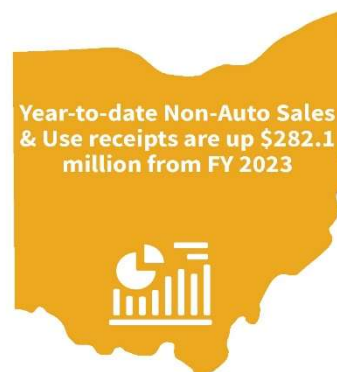 Year-to-date Non-Auto Sales
& Use receipts are up $282.1
million from FY 2023